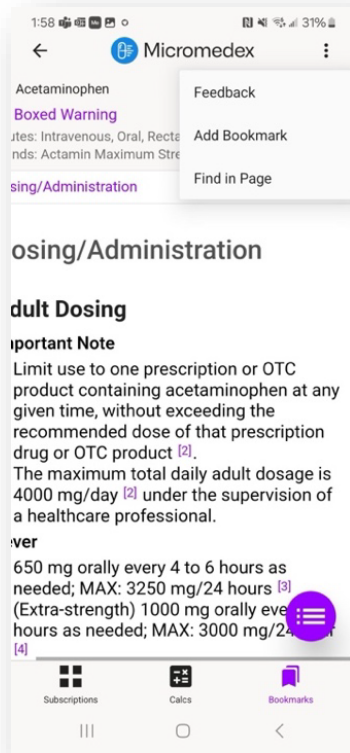 1:58
31%
Micromedex
Acetaminophen
Feedback
Boxed Warning
utes: Intravenous, Oral, Recta
Add Bookmark
nds: Actamin Maximum Stre
Find in Page
sing/Administration
osing/Administration
dult Dosing
portant Note
Limit use to one prescription or OTC
product containing acetaminophen at any
given time, without exceeding the
recommended dose of that prescription
drug or OTC product [2].
The maximum total daily adult dosage is
4000 mg/day [2] under the supervision of
a healthcare professional.
ever
650 mg orally every 4 to 6 hours as
needed; MAX: 3250 mg/24 hours [3]
(Extra-strength) 1000 mg orally eve
hours as needed; MAX: 3000 mg/24
[4]
Subscriptions
Calcs
Bookmarks